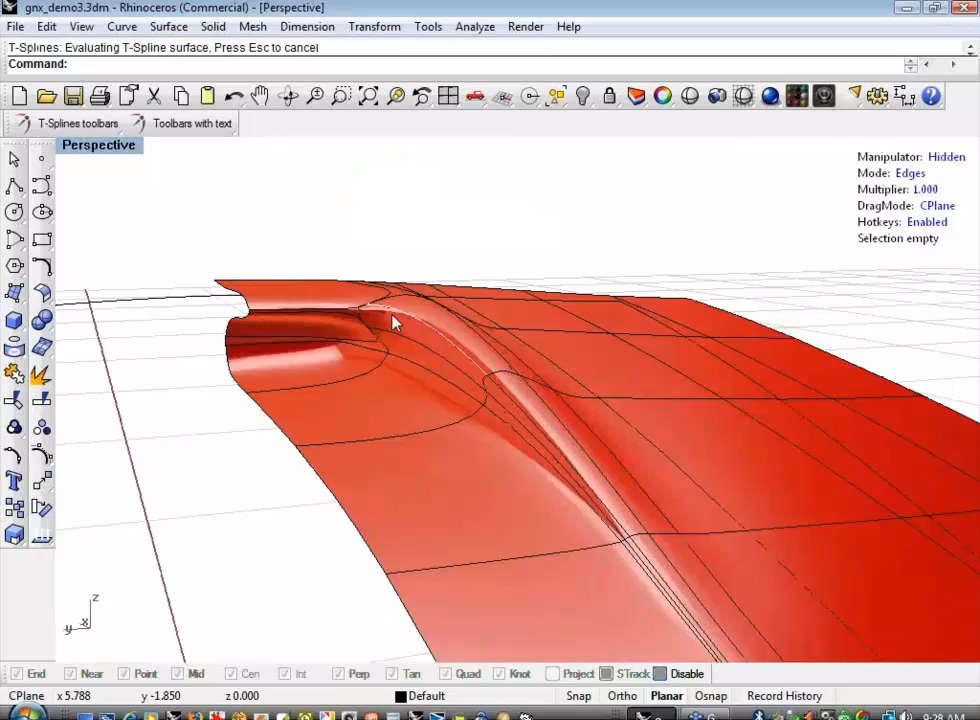 gnx_demo3.3dm - Rhinoceros (Commercial) - [Perspective]
File Edit View Curve Surface Solid Mesh Dimension Transform Tools Analyze Render Help
T-Splines: Evaluating T-Spline surface, Press Esc to cancel
Command:
T-Splines toolbars Toolbars with text
Perspective
Manipulator: Hidden
Mode: Edges
Multiplier: 1.000
DragMode: CPlane
Hotkeys: Enabled
Selection empty
z
y x
End Near Point Mid Cen Int Perp Tan Quad Knot Project STrack Disable
CPlane x 5.788 y -1.850 z 0.000 Default Snap Ortho Planar Osnap Record History
9:28 AM